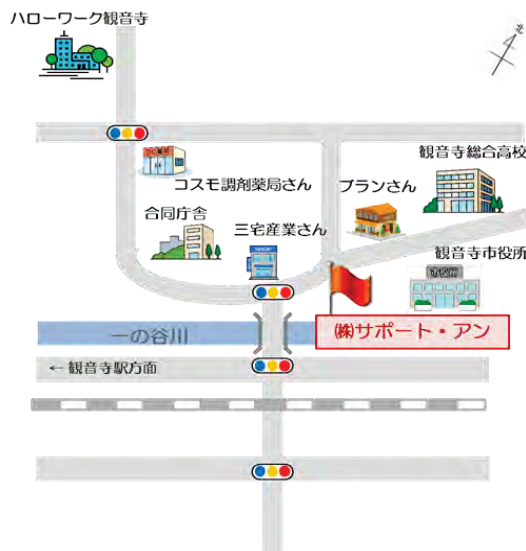 ハローワーク観音寺
北
観音寺総合高校
コスモ調剤薬局さん
プランさん
合同庁舎
三宅産業さん
観音寺市役所
一の谷川
㈱サポート・アン
← 観音寺駅方面